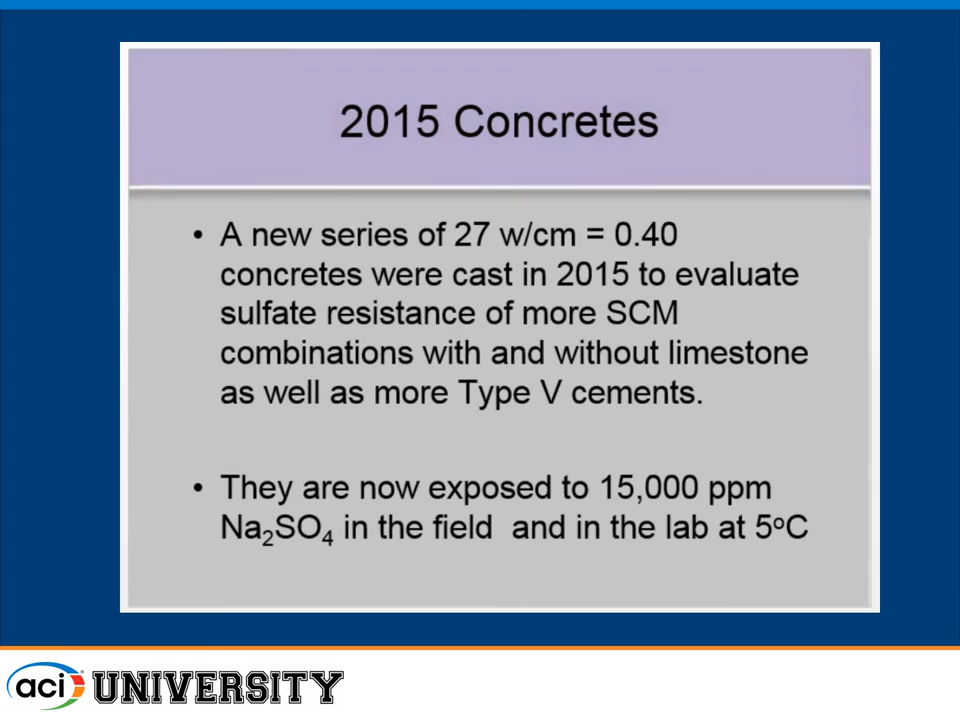 2015 Concretes
• A new series of 27 w/cm = 0.40
concretes were cast in 2015 to evaluate
sulfate resistance of more SCM
combinations with and without limestone
as well as more Type V cements.
• They are now exposed to 15,000 ppm
Na₂SO₄ in the field and in the lab at 5ºC
aci UNIVERSITY